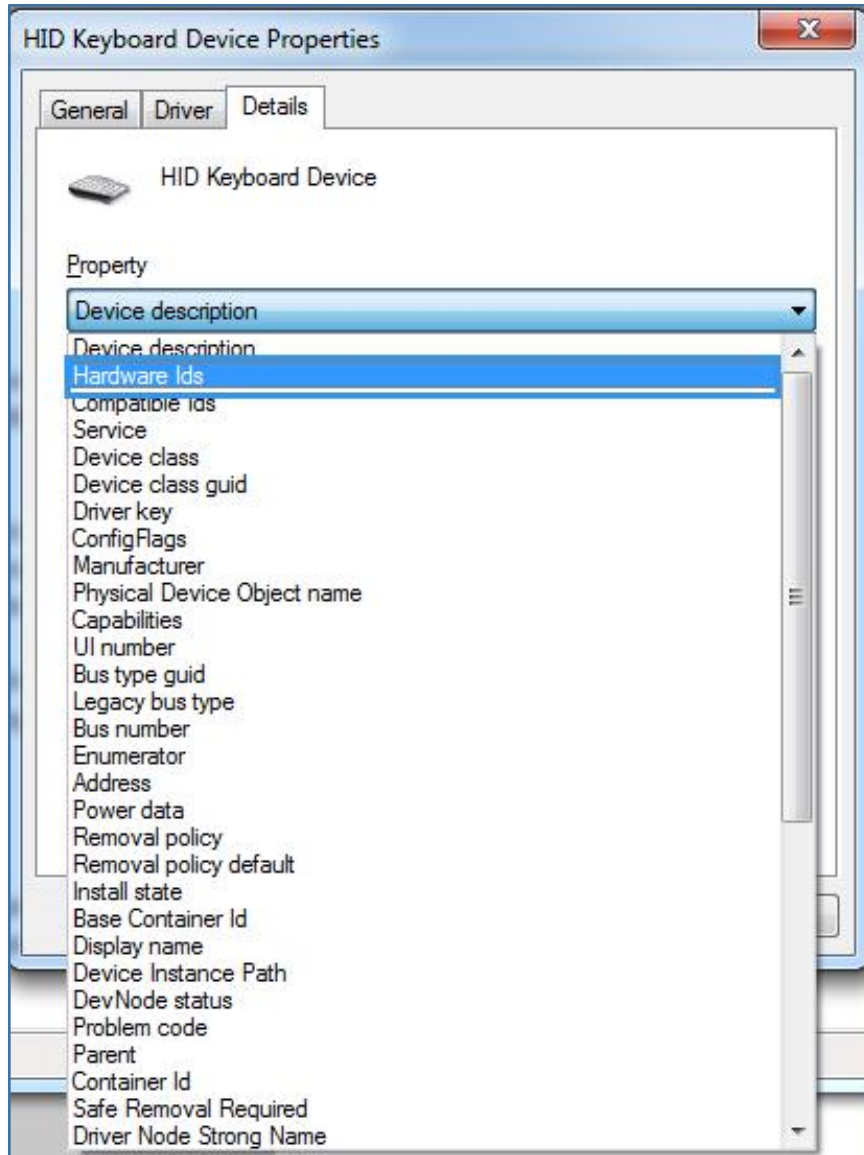 HID Keyboard Device Properties
General Driver Details
HID Keyboard Device
Property
Device description
Device description
Hardware Ids
Compatible Ids
Service
Device class
Device class guid
Driver key
ConfigFlags
Manufacturer
Physical Device Object name
Capabilities
UI number
Bus type guid
Legacy bus type
Bus number
Enumerator
Address
Power data
Removal policy
Removal policy default
Install state
Base Container Id
Display name
Device Instance Path
DevNode status
Problem code
Parent
Container Id
Safe Removal Required
Driver Node Strong Name